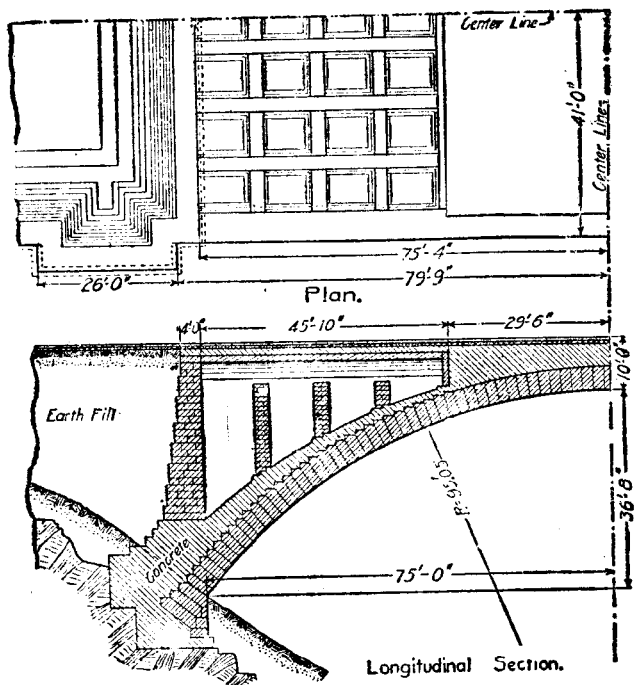 Center Line
41'-0"
Center Lines
75'-4"
26'-0"
79'-9"
Plan.
4'0"
45'-10"
29'-6"
10'-0"
Earth Fill
R=95.05
36'-8"
Concrete
75'-0"
Longitudinal Section.